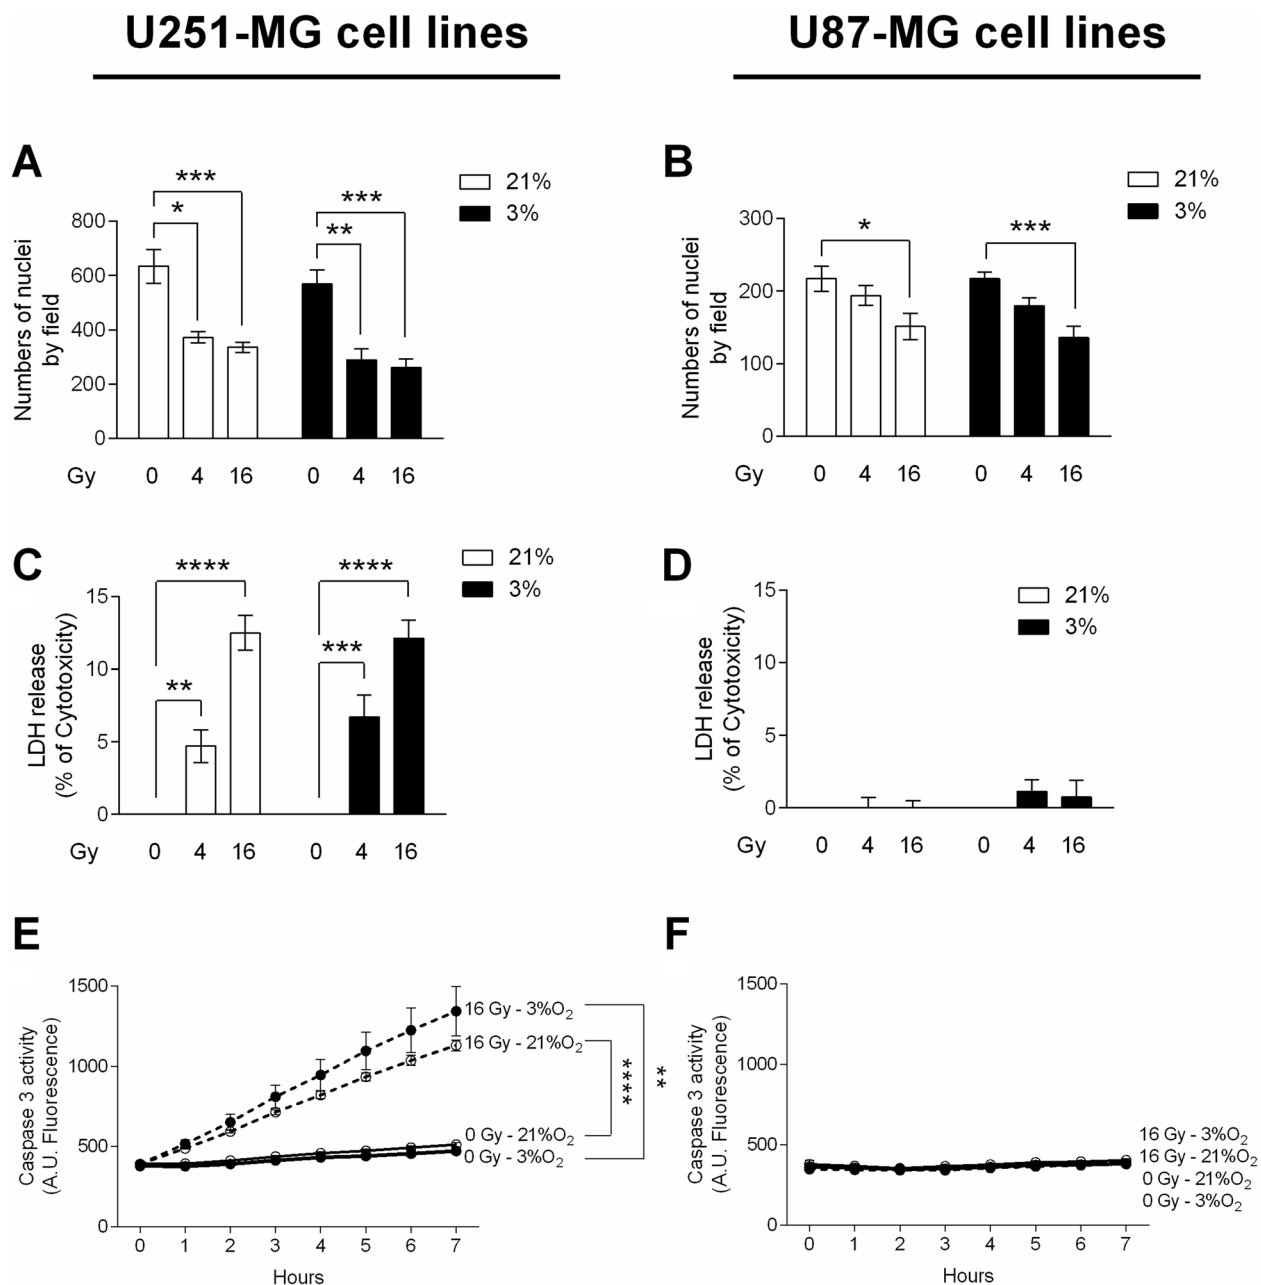 U251-MG cell lines
U87-MG cell lines
A
***
*
***
**
21%
3%
Numbers of nuclei
by field
800
600
400
200
0
Gy 0 4 16 0 4 16
B
*
***
21%
3%
Numbers of nuclei
by field
300
200
100
0
Gy 0 4 16 0 4 16
C
****
**
****
***
21%
3%
LDH release
(% of Cytotoxicity)
15
10
5
0
Gy 0 4 16 0 4 16
D
21%
3%
LDH release
(% of Cytotoxicity)
15
10
5
0
Gy 0 4 16 0 4 16
E
Caspase 3 activity
(A.U. Fluorescence)
1500
1000
500
0
16 Gy - 3%O2
16 Gy - 21%O2
0 Gy - 21%O2
0 Gy - 3%O2
****
**
0 1 2 3 4 5 6 7
Hours
F
Caspase 3 activity
(A.U. Fluorescence)
1500
1000
500
0
16 Gy - 3%O2
16 Gy - 21%O2
0 Gy - 21%O2
0 Gy - 3%O2
0 1 2 3 4 5 6 7
Hours